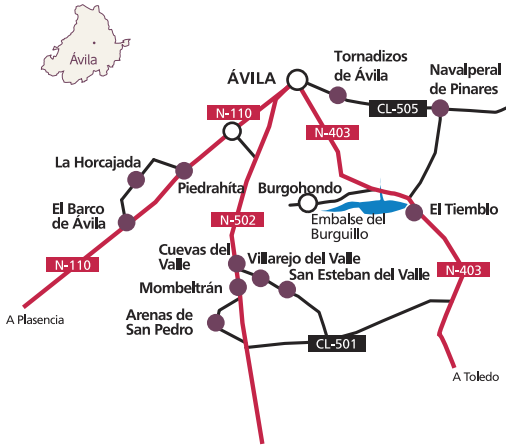 Ávila
Tornadizos
de Ávila
Navalperal
de Pinares
ÁVILA
N-110
CL-505
N-403
La Horcajada
Piedrahíta
Burgohondo
El Barco
de Ávila
N-502
Embalse del
Burguillo
El Tiemblo
Cuevas del
Valle
Villarejo del Valle
San Esteban del Valle
N-110
N-403
Mombeltrán
A Plasencia
Arenas de
San Pedro
CL-501
A Toledo